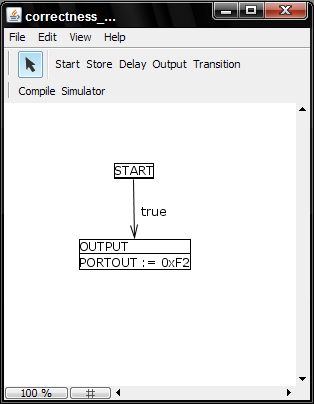 correctness_...
File Edit View Help
Start Store Delay Output Transition
Compile Simulator
START
true
OUTPUT
PORTOUT := 0xF2
100 %